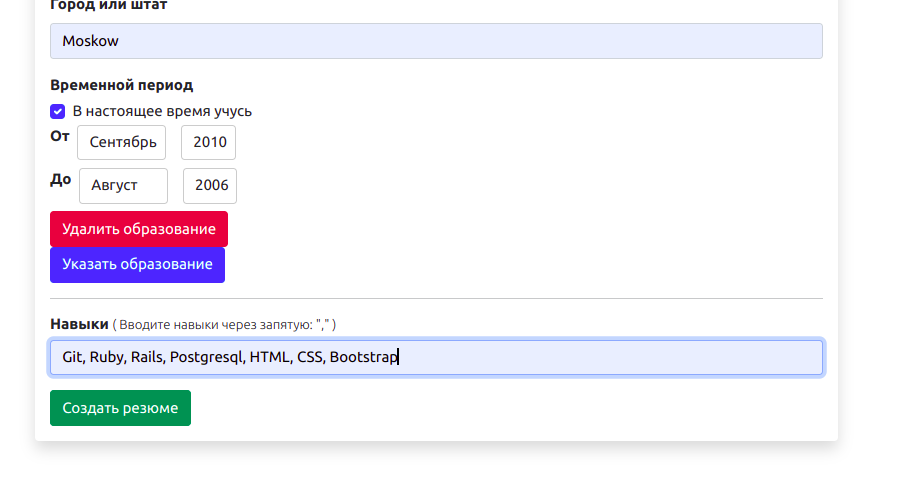 Город или штат
Moskow
Временной период
В настоящее время учусь
От Сентябрь 2010
До Август 2006
Удалить образование
Указать образование
Навыки ( Вводите навыки через запятую: "," )
Git, Ruby, Rails, Postgresql, HTML, CSS, Bootstrap
Создать резюме